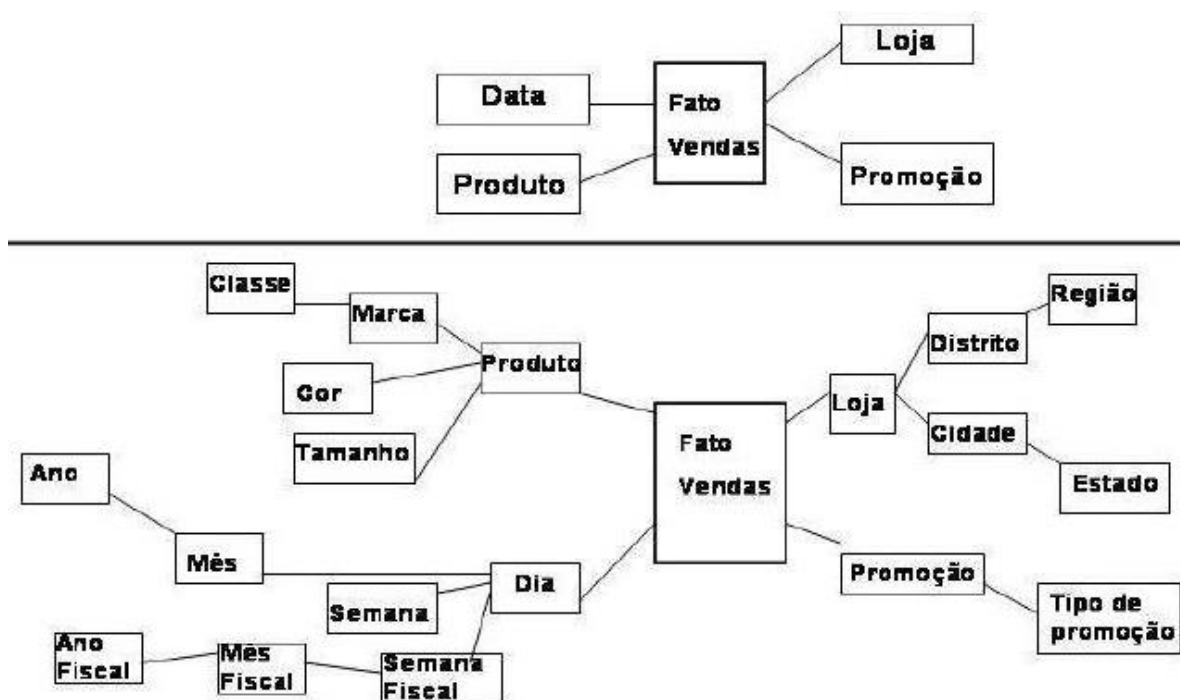 Loja
Data
Fato
Vendas
Produto
Promoção
Classe
Marca
Cor
Tamanho
Produto
Ano
Mês
Semana
Dia
Ano
Fiscal
Mês
Fiscal
Semana
Fiscal
Fato
Vendas
Região
Distrito
Loja
Cidade
Estado
Promoção
Tipo de
promoção